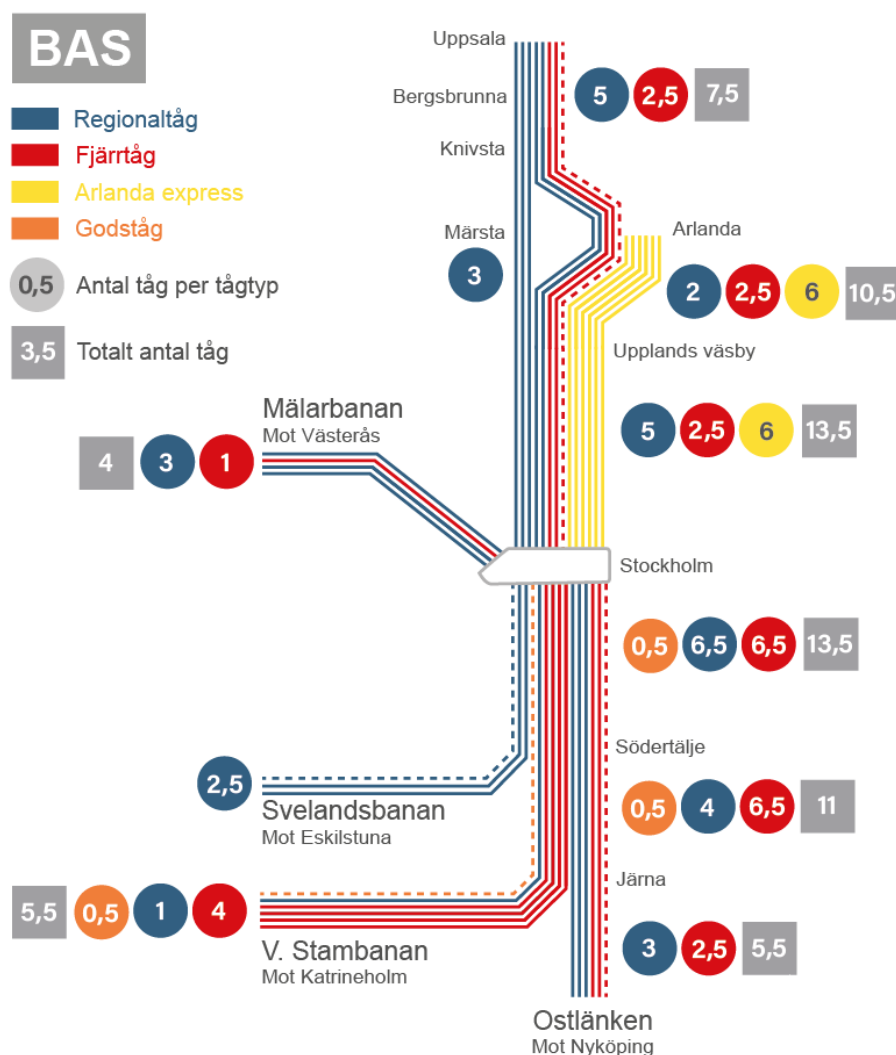 BAS
Regionaltåg
Fjärrtåg
Arlanda express
Godståg
0,5 Antal tåg per tågtyp
3,5 Totalt antal tåg
Uppsala
Bergsbrunna
5 2,5 7,5
Knivsta
Märsta
3
Arlanda
2 2,5 6 10,5
Upplands väsby
5 2,5 6 13,5
Mälarbanan
Mot Västerås
4 3 1
Stockholm
0,5 6,5 6,5 13,5
Södertälje
0,5 4 6,5 11
2,5
Svelandsbanan
Mot Eskilstuna
Järna
5,5 0,5 1 4
V. Stambanan
Mot Katrineholm
3 2,5 5,5
Ostlänken
Mot Nyköping